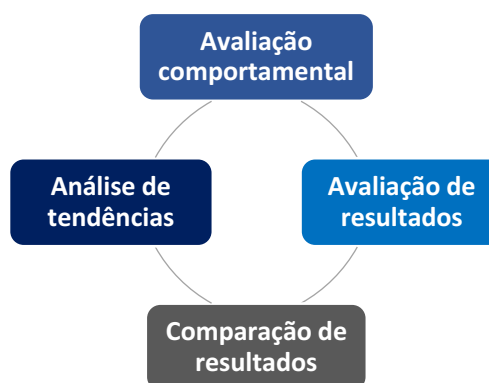 Avaliação
comportamental
Análise de
tendências
Avaliação de
resultados
Comparação de
resultados